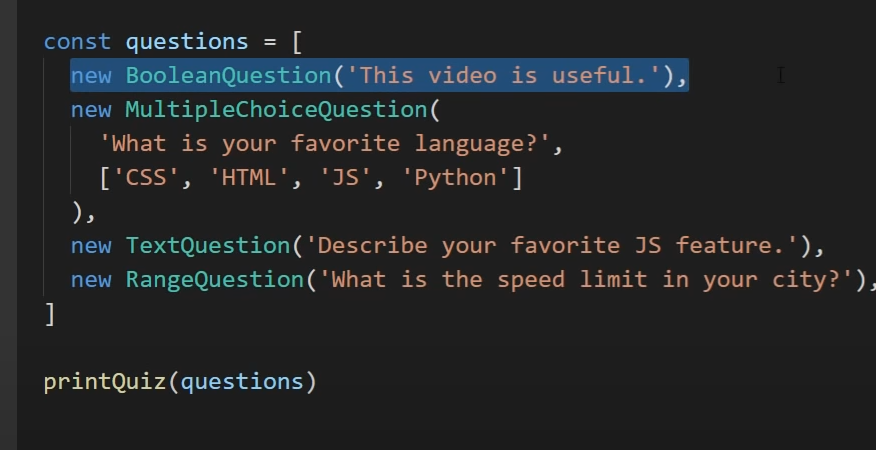 const questions = [
new BooleanQuestion('This video is useful.'),
new MultipleChoiceQuestion(
'What is your favorite language?',
['CSS', 'HTML', 'JS', 'Python']
),
new TextQuestion('Describe your favorite JS feature.'),
new RangeQuestion('What is the speed limit in your city?'),
]
printQuiz(questions)